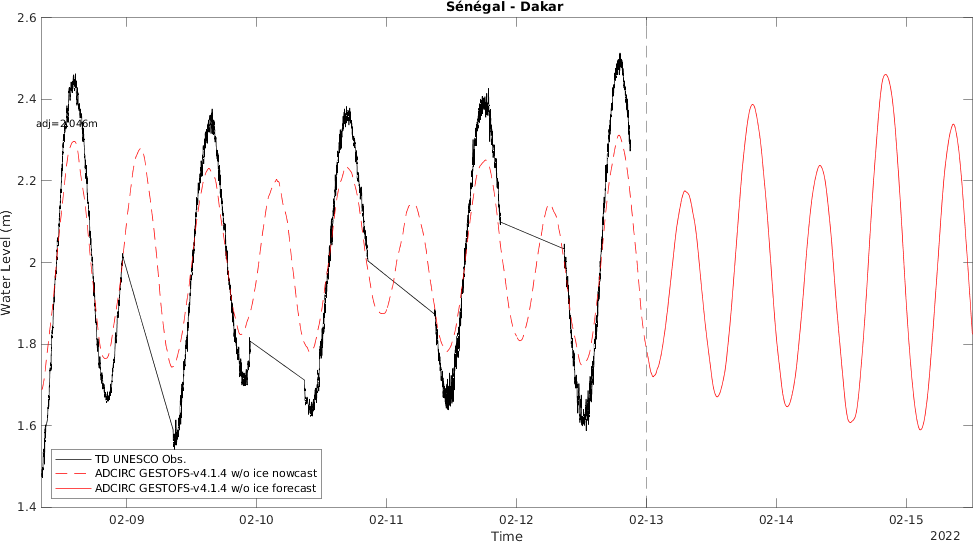 Sénégal - Dakar
2.6
2.4
adj=2.046m
2.2
2
1.8
1.6
1.4
Water Level (m)
TD UNESCO Obs.
ADCIRC GESTOFS-v4.1.4 w/o ice nowcast
ADCIRC GESTOFS-v4.1.4 w/o ice forecast
02-09 02-10 02-11 02-12 02-13 02-14 02-15
Time
2022